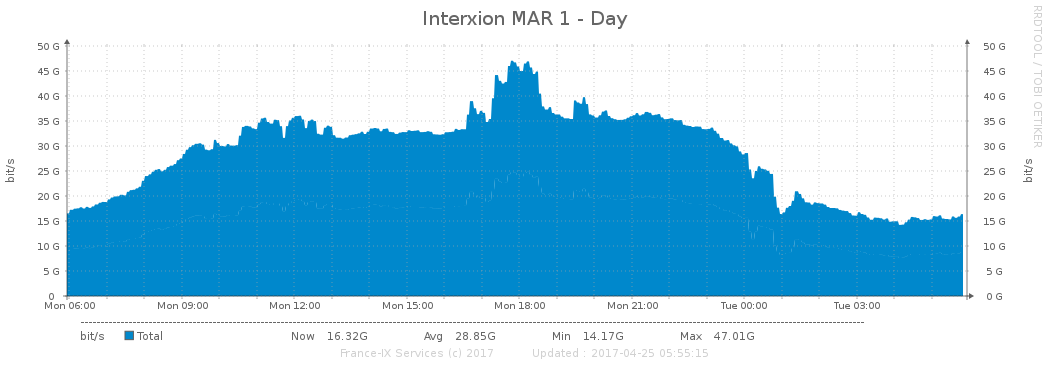 Interxion MAR 1 - Day
RRDTOOL / TOBI OETIKER
50 G 50 G
45 G 45 G
40 G 40 G
35 G 35 G
30 G 30 G
25 G 25 G
20 G 20 G
15 G 15 G
10 G 10 G
5 G 5 G
0 0 G
bit/s bit/s
Mon 06:00 Mon 09:00 Mon 12:00 Mon 15:00 Mon 18:00 Mon 21:00 Tue 00:00 Tue 03:00
bit/s Total Now 16.32G Avg 28.85G Min 14.17G Max 47.01G
France-IX Services (c) 2017 Updated : 2017-04-25 05:55:15